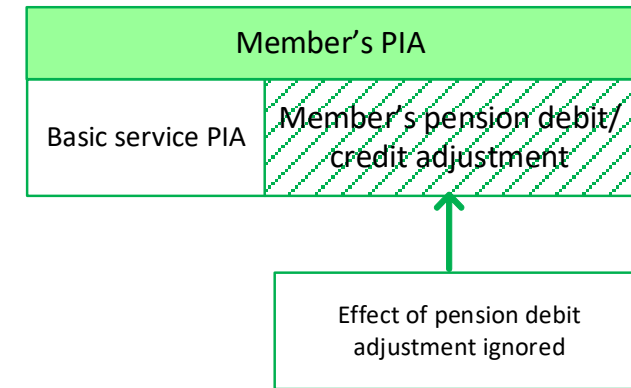 Member’s PIA
Basic service PIA
Member’s pension debit/
credit adjustment
Effect of pension debit
adjustment ignored